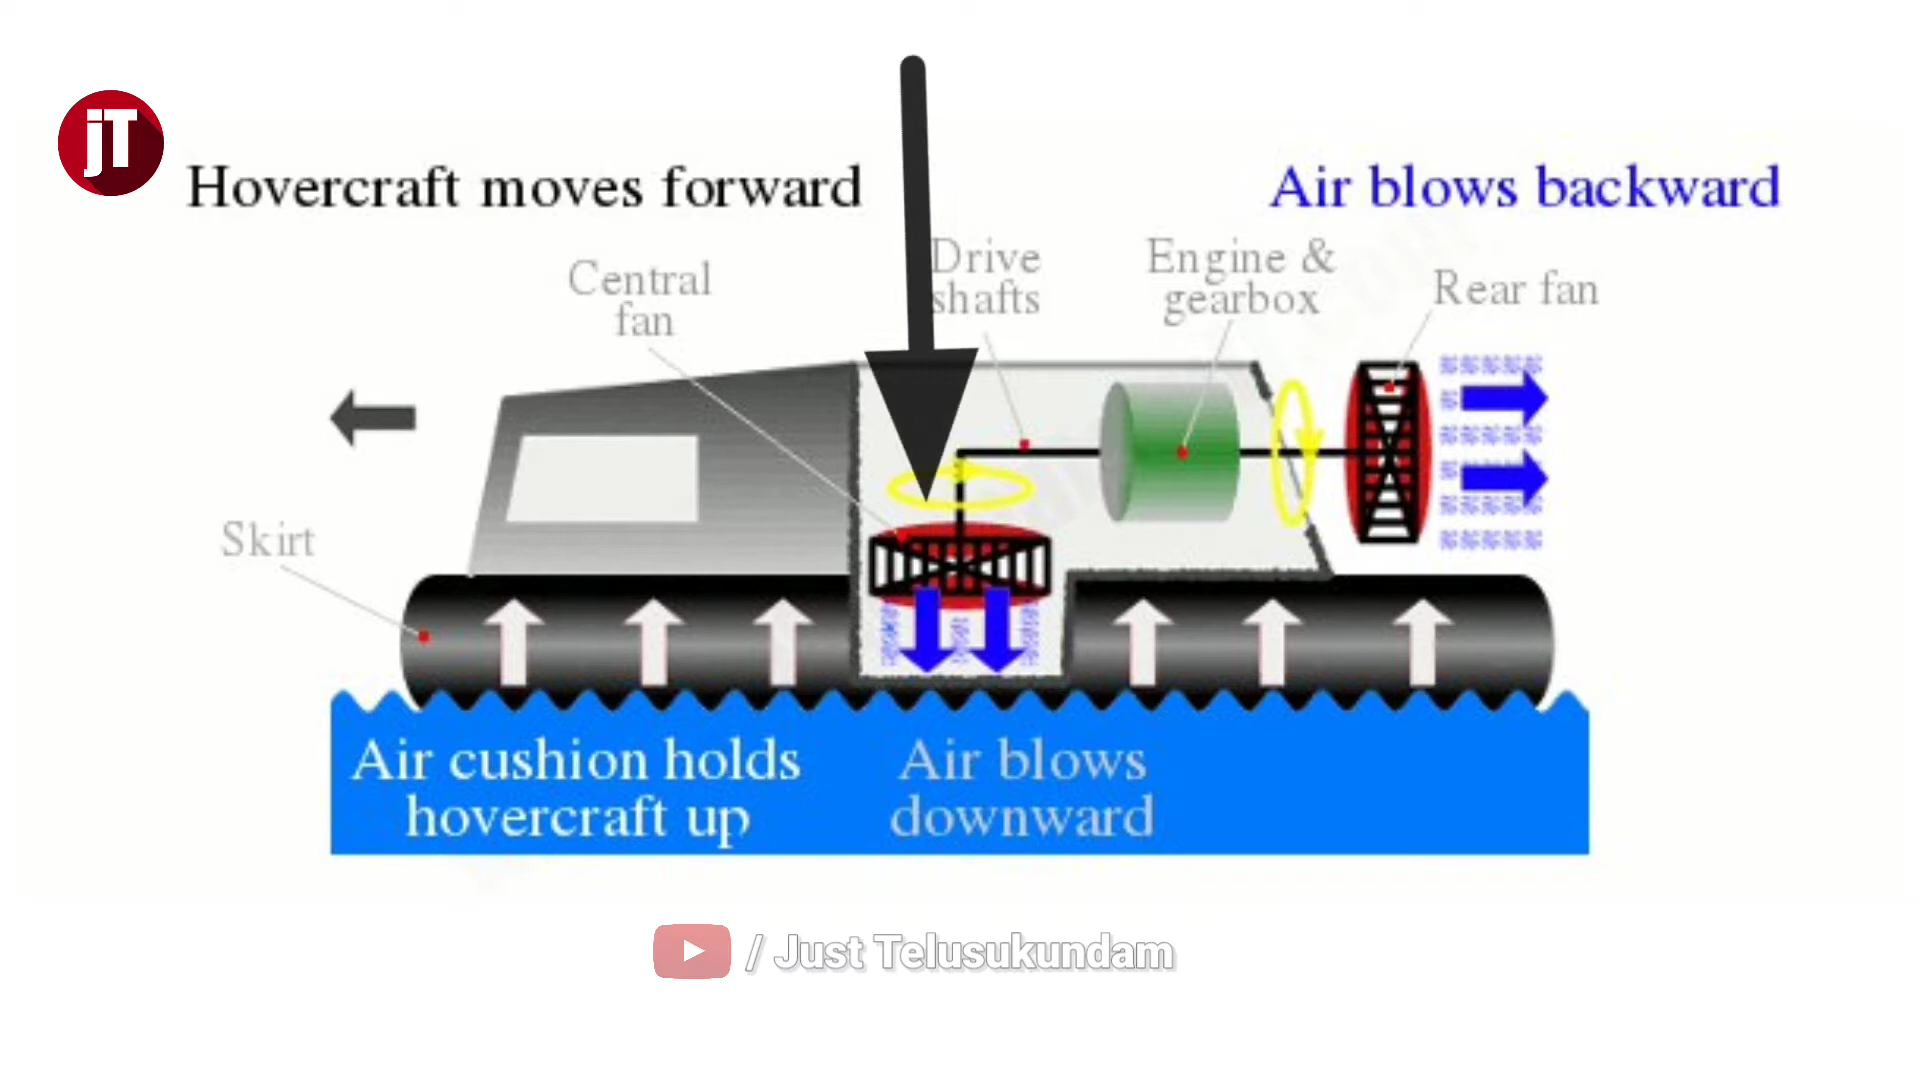 jT
Hovercraft moves forward
Air blows backward
Central
fan
Drive
shafts
Engine &
gearbox
Rear fan
Skirt
Air cushion holds
hovercraft up
Air blows
downward
/ Just Telusukundam